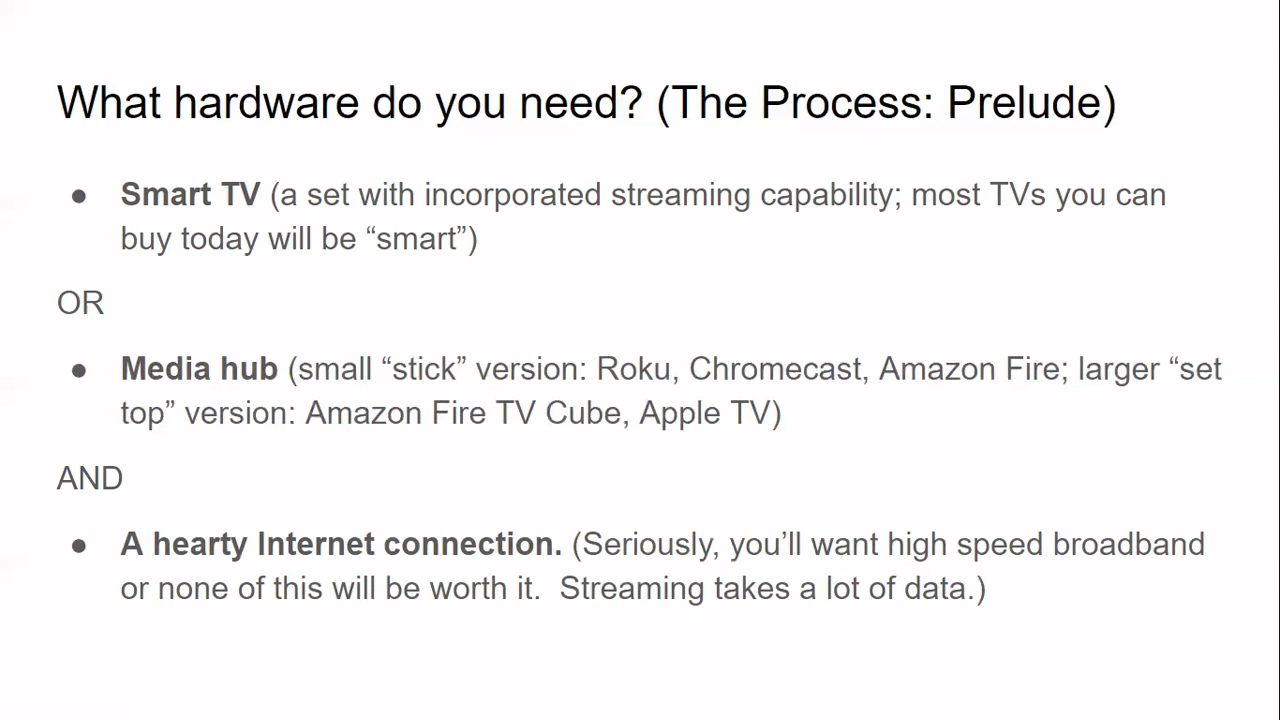 What hardware do you need? (The Process: Prelude)
● Smart TV (a set with incorporated streaming capability; most TVs you can
buy today will be “smart”)
OR
● Media hub (small “stick” version: Roku, Chromecast, Amazon Fire; larger “set
top” version: Amazon Fire TV Cube, Apple TV)
AND
● A hearty Internet connection. (Seriously, you’ll want high speed broadband
or none of this will be worth it.  Streaming takes a lot of data.)